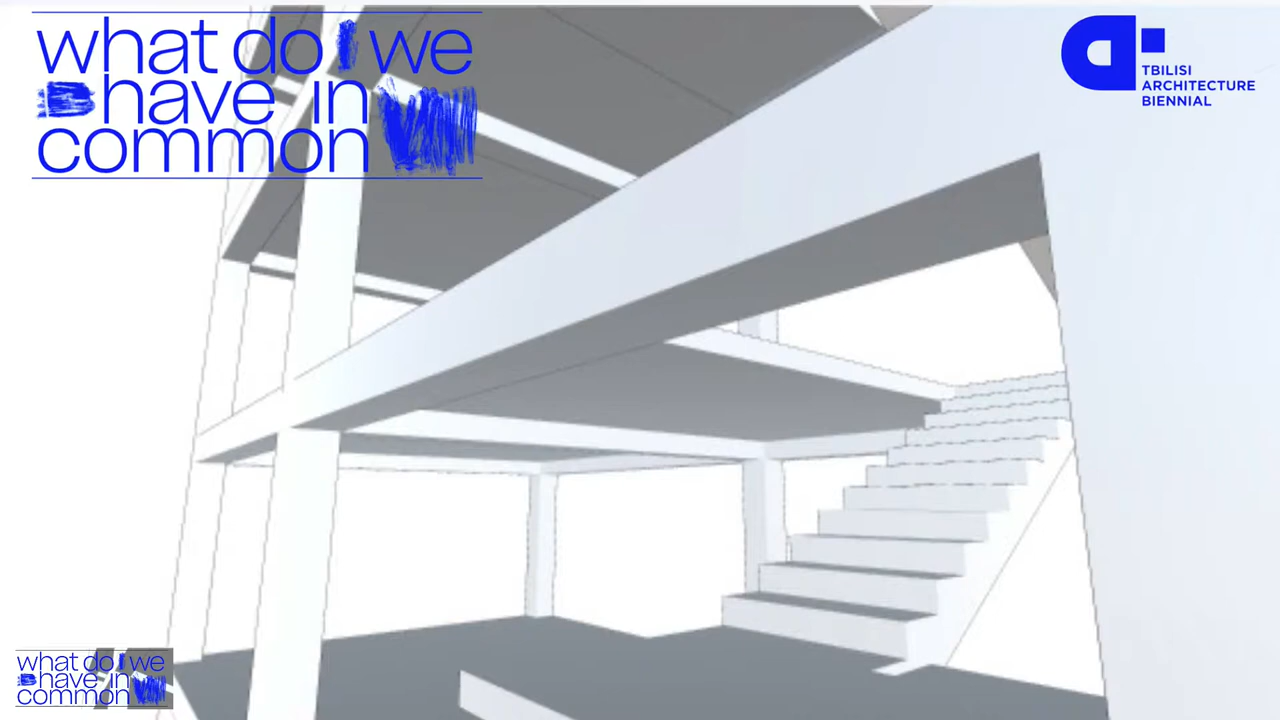 what do I we
B have in
common
TBILISI
ARCHITECTURE
BIENNIAL
what do I we
B have in
common